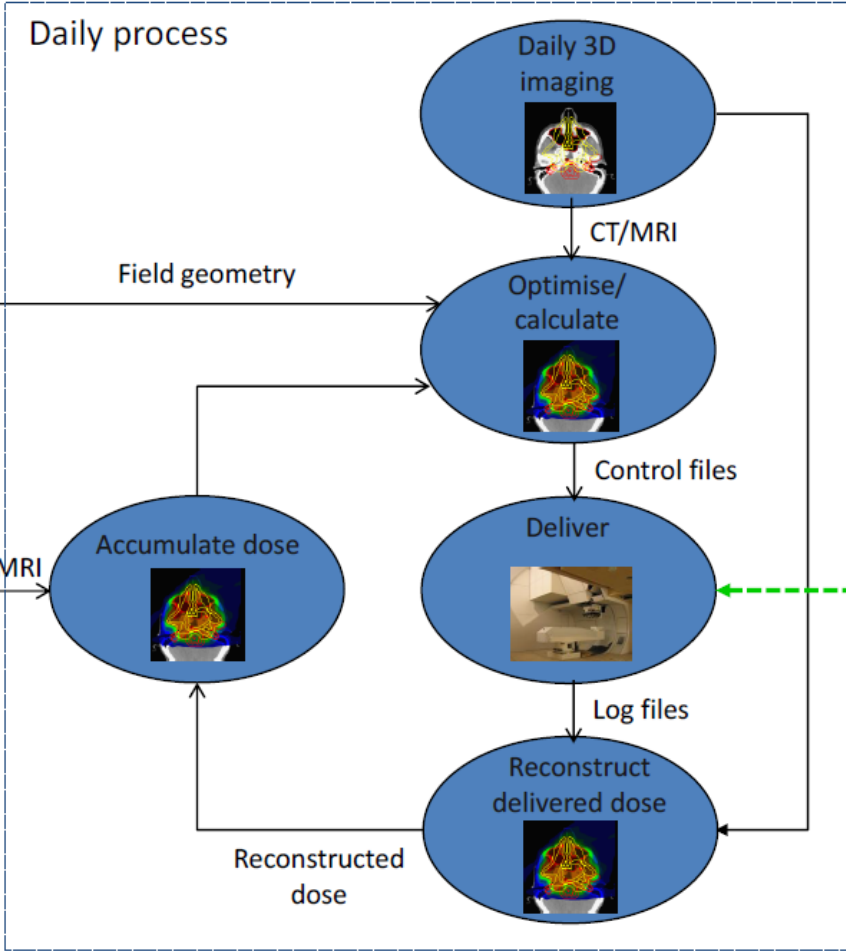 Daily process
Daily 3D
imaging
CT/MRI
Field geometry
Optimise/
calculate
Control files
MRI
Accumulate dose
Deliver
Log files
Reconstruct
delivered dose
Reconstructed
dose